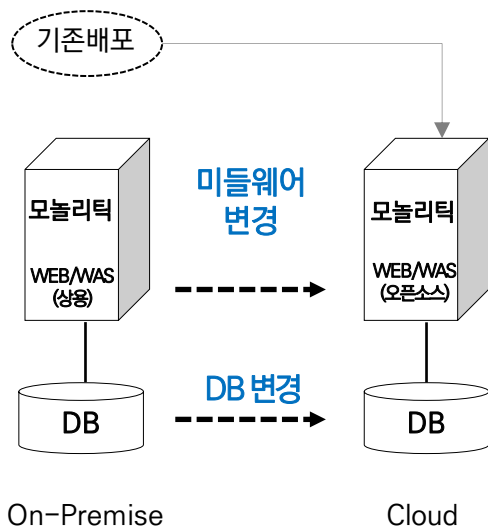 기존배포
모놀리틱
WEB/WAS
(상용)
미들웨어
변경
모놀리틱
WEB/WAS
(오픈소스)
DB
DB 변경
DB
On-Premise
Cloud